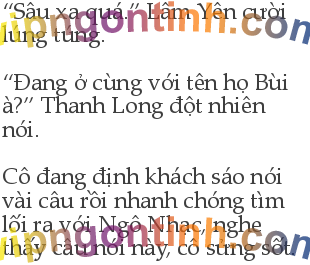 “Sâu xa quá.” Lâm Yên cười
lúng túng.
“Đang ở cùng với tên họ Bùi
à?” Thanh Long đột nhiên
nói.
Cô đang định khách sáo nói
vài câu rồi nhanh chóng tìm
lối ra với Ngô Nhạc, nghe
thấy câu nói này, cô sững sốt